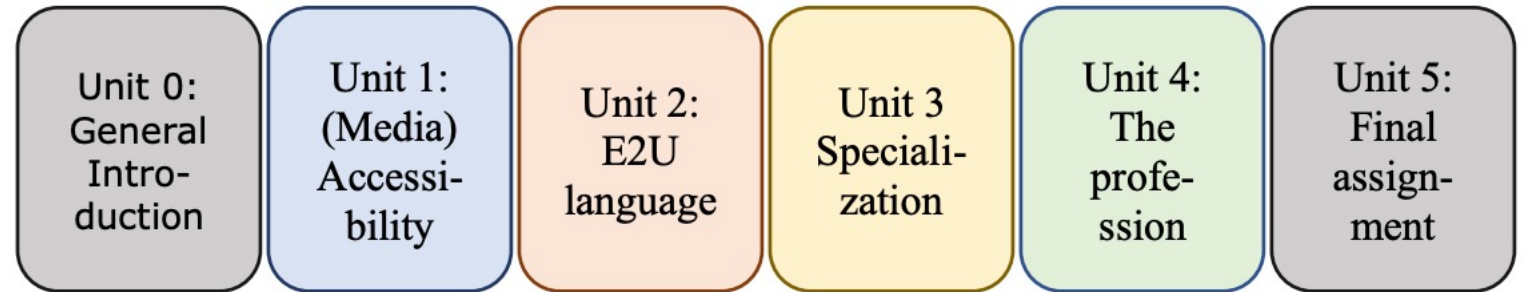 Unit 0:
General
Intro-
duction
Unit 1:
(Media)
Accessi-
bility
Unit 2:
E2U
language
Unit 3
Speciali-
zation
Unit 4:
The
profe-
ssion
Unit 5:
Final
assign-
ment